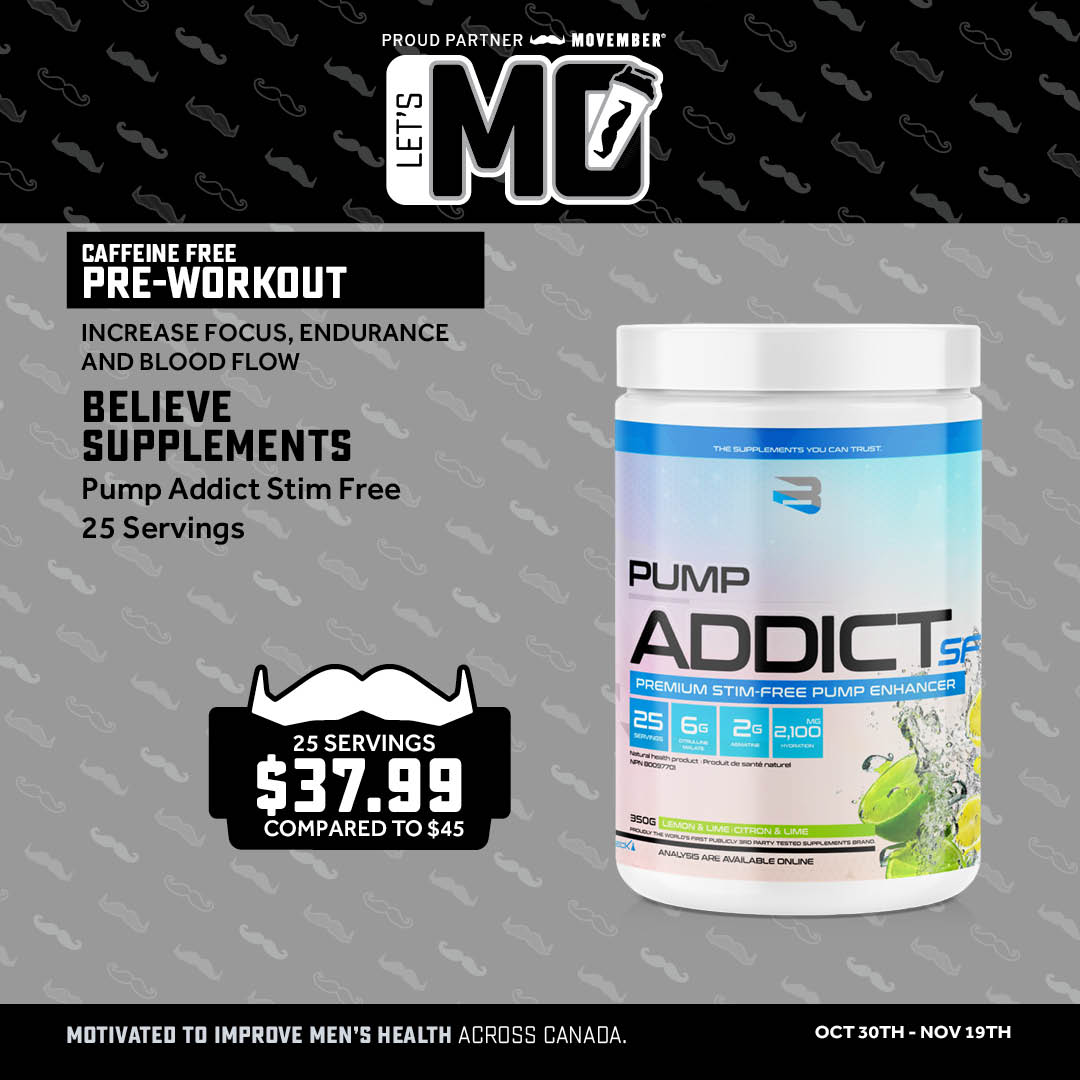 PROUD PARTNER MOVEMBER®
LET'S MO
CAFFEINE FREE
PRE-WORKOUT
INCREASE FOCUS, ENDURANCE
AND BLOOD FLOW
BELIEVE
SUPPLEMENTS
Pump Addict Stim Free
25 Servings
25 SERVINGS
$37.99
COMPARED TO $45
THE SUPPLEMENTS YOU CAN TRUST.
PUMP
ADDICT SF
PREMIUM STIM-FREE PUMP ENHANCER
25 SERVINGS
6G CITRULLINE MALATE
2G AGMATINE
MG 2,100 HYDRATION
Natural health product · Produit de santé naturel
NPN 80097701
350G LEMON & LIME · CITRON & LIME
PROUDLY THE WORLD'S FIRST PUBLICLY 3RD PARTY TESTED SUPPLEMENTS BRAND.
ANALYSIS ARE AVAILABLE ONLINE
MOTIVATED TO IMPROVE MEN'S HEALTH ACROSS CANADA.
OCT 30TH - NOV 19TH